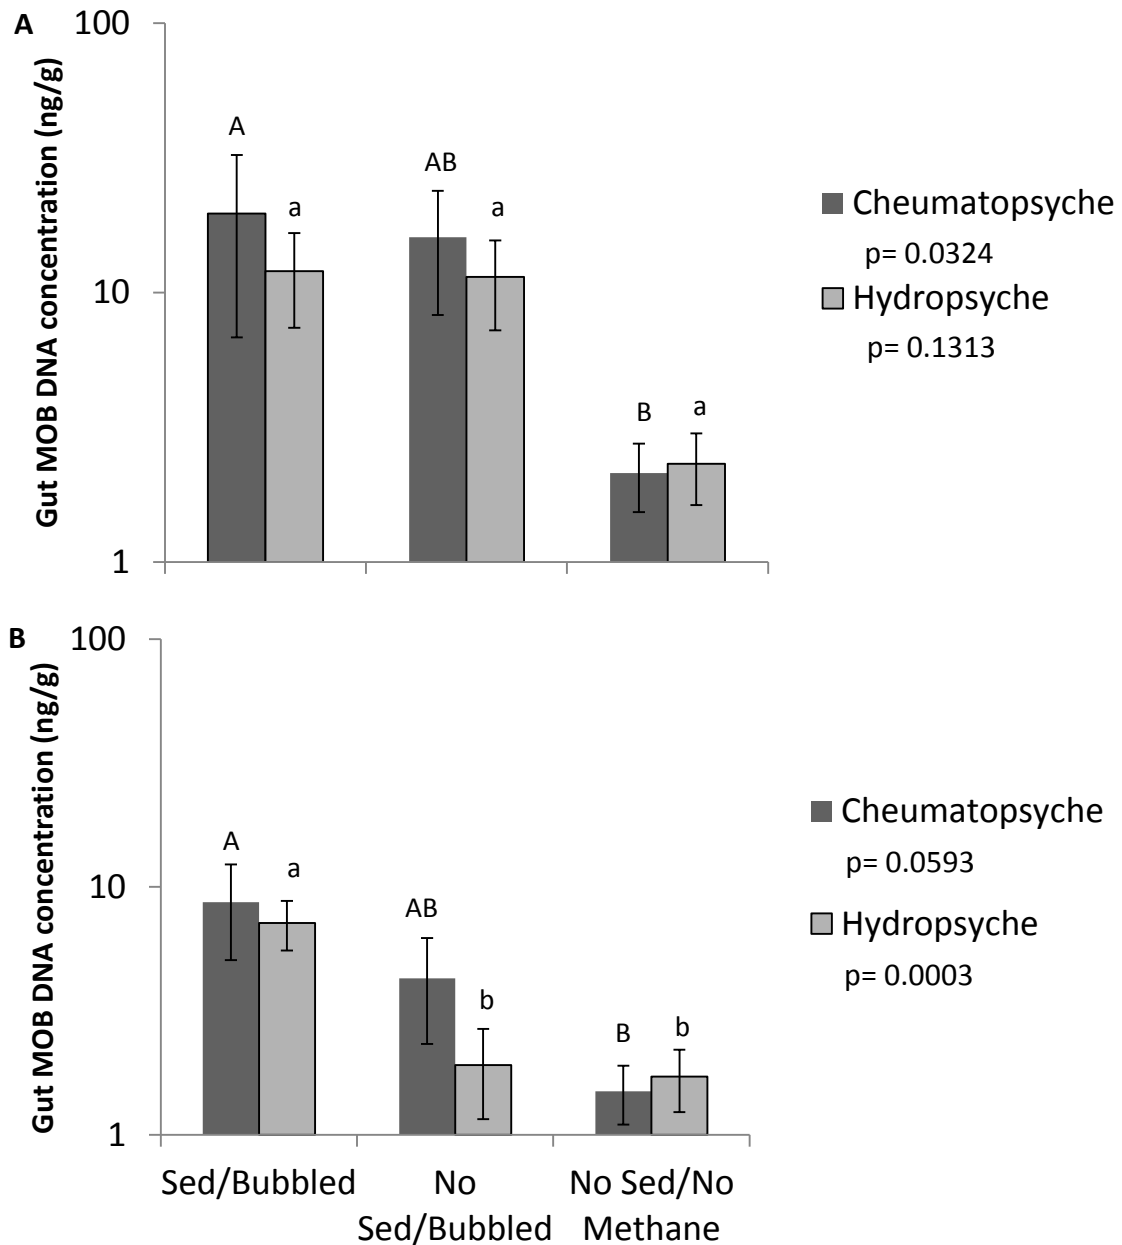 A
100
10
1
Gut MOB DNA concentration (ng/g)
A
a
AB
a
B
a
Cheumatopsyche
p= 0.0324
Hydropsyche
p= 0.1313
B
100
10
1
Gut MOB DNA concentration (ng/g)
A
a
AB
b
B
b
Cheumatopsyche
p= 0.0593
Hydropsyche
p= 0.0003
Sed/Bubbled
No
Sed/Bubbled
No Sed/No
Methane